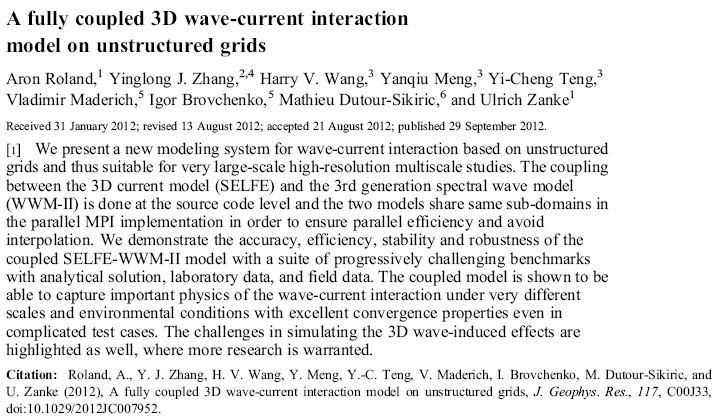 A fully coupled 3D wave-current interaction
model on unstructured grids
Aron Roland,1 Yinglong J. Zhang,2,4 Harry V. Wang,3 Yanqiu Meng,3 Yi-Cheng Teng,3
Vladimir Maderich,5 Igor Brovchenko,5 Mathieu Dutour-Sikiric,6 and Ulrich Zanke1
Received 31 January 2012; revised 13 August 2012; accepted 21 August 2012; published 29 September 2012.
[1] We present a new modeling system for wave-current interaction based on unstructured
grids and thus suitable for very large-scale high-resolution multiscale studies. The coupling
between the 3D current model (SELFE) and the 3rd generation spectral wave model
(WWM-II) is done at the source code level and the two models share same sub-domains in
the parallel MPI implementation in order to ensure parallel efficiency and avoid
interpolation. We demonstrate the accuracy, efficiency, stability and robustness of the
coupled SELFE-WWM-II model with a suite of progressively challenging benchmarks
with analytical solution, laboratory data, and field data. The coupled model is shown to be
able to capture important physics of the wave-current interaction under very different
scales and environmental conditions with excellent convergence properties even in
complicated test cases. The challenges in simulating the 3D wave-induced effects are
highlighted as well, where more research is warranted.
Citation: Roland, A., Y. J. Zhang, H. V. Wang, Y. Meng, Y.-C. Teng, V. Maderich, I. Brovchenko, M. Dutour-Sikiric, and
U. Zanke (2012), A fully coupled 3D wave-current interaction model on unstructured grids, J. Geophys. Res., 117, C00J33,
doi:10.1029/2012JC007952.